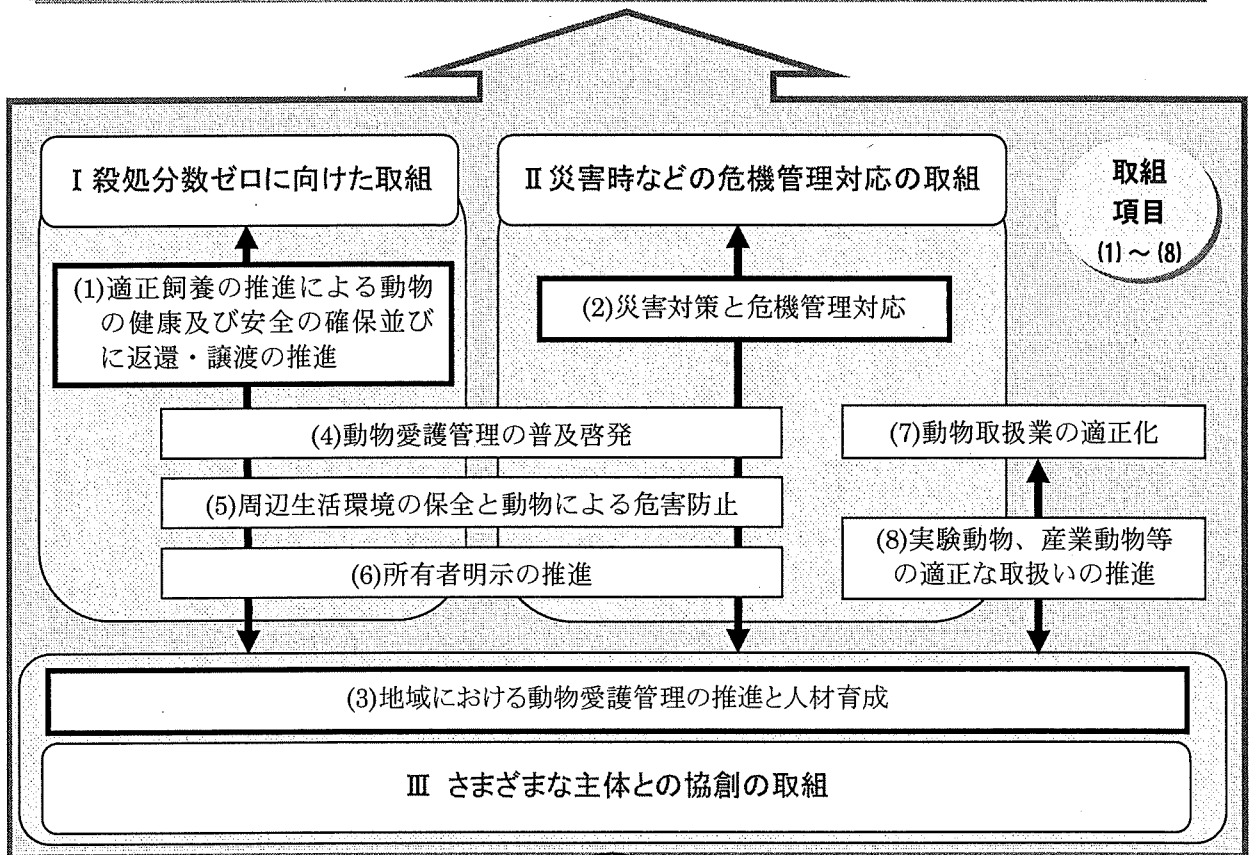 Ⅰ 殺処分数ゼロに向けた取組
Ⅱ 災害時などの危機管理対応の取組
取組
項目
(1) ～ (8)
(1)適正飼養の推進による動物
の健康及び安全の確保並び
に返還・譲渡の推進
(2)災害対策と危機管理対応
(4)動物愛護管理の普及啓発
(7)動物取扱業の適正化
(5)周辺生活環境の保全と動物による危害防止
(8)実験動物、産業動物等
の適正な取扱いの推進
(6)所有者明示の推進
(3)地域における動物愛護管理の推進と人材育成
Ⅲ さまざまな主体との協創の取組